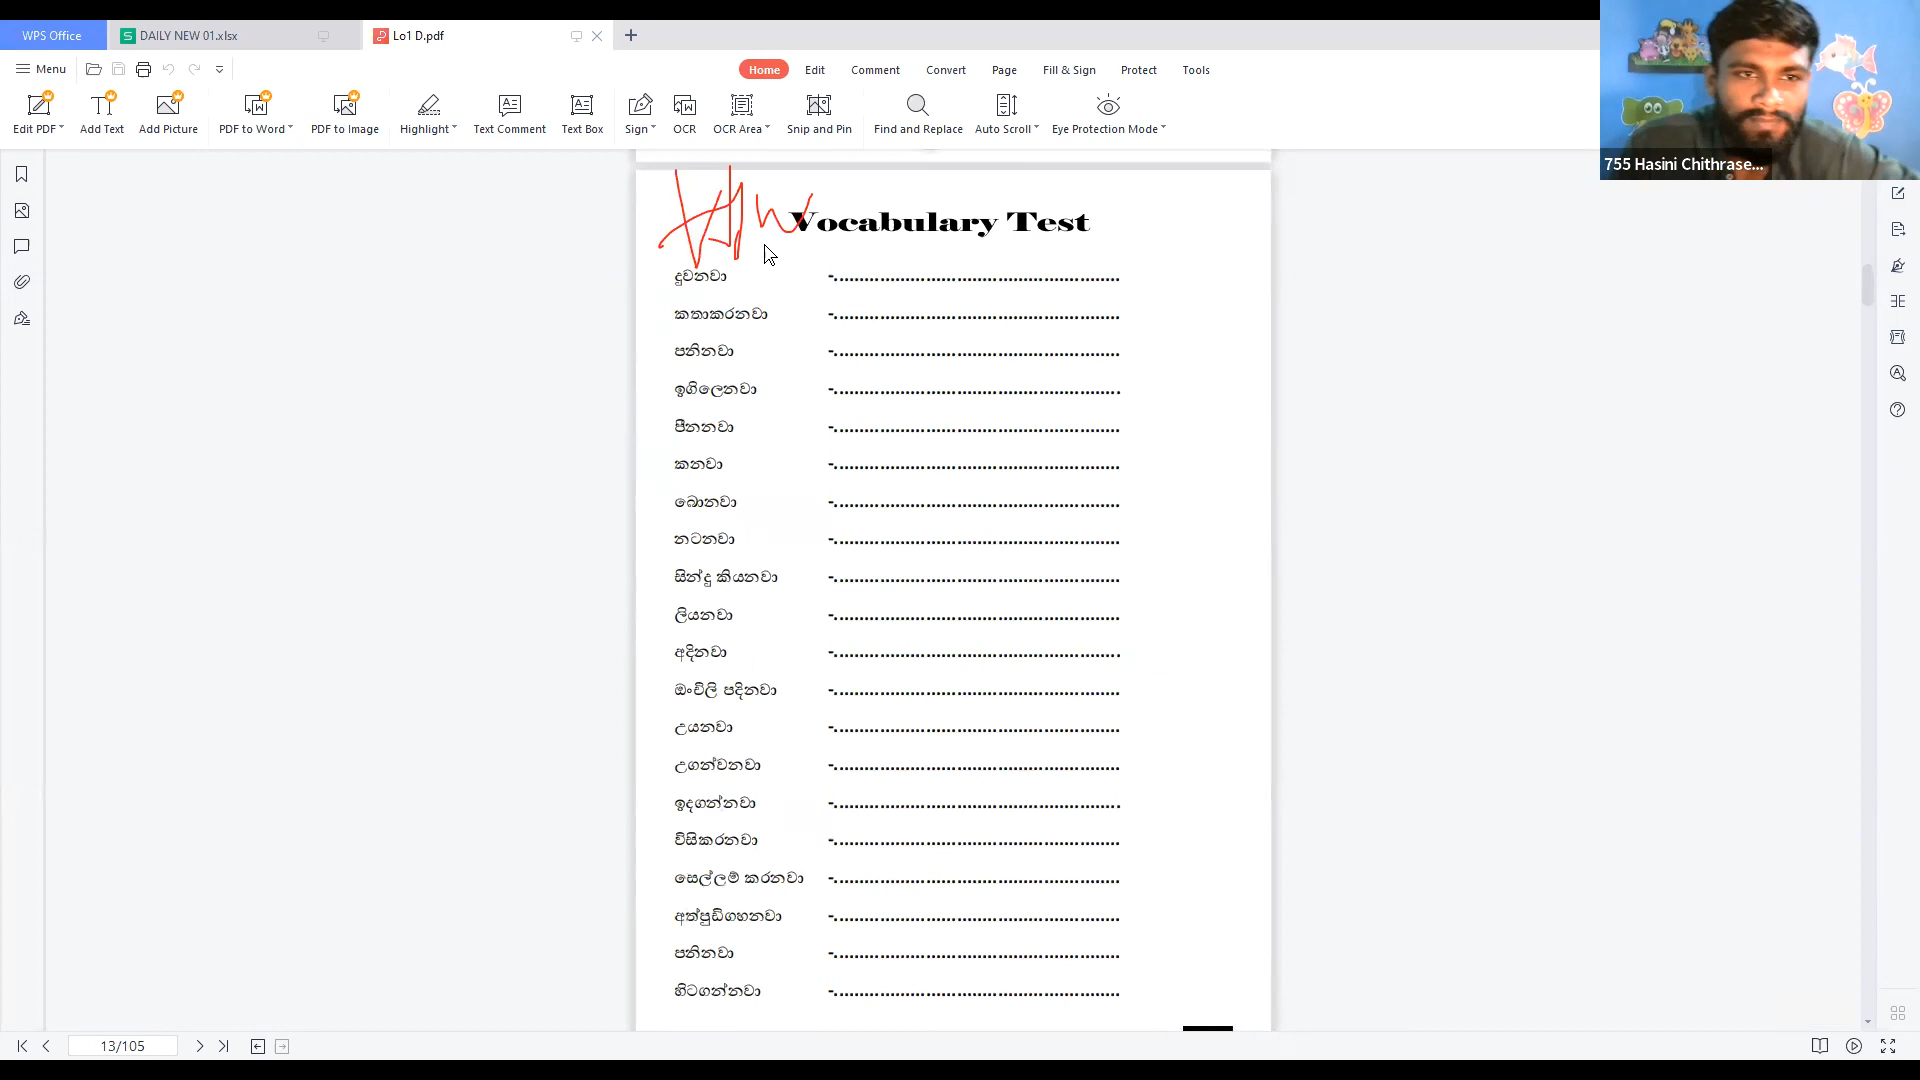 WPS Office
DAILY NEW 01.xlsx
Lo1 D.pdf
Menu
Home Edit Comment Convert Page Fill & Sign Protect Tools
Edit PDF Add Text Add Picture PDF to Word PDF to Image Highlight Text Comment Text Box Sign OCR OCR Area Snip and Pin Find and Replace Auto Scroll Eye Protection Mode
755 Hasini Chithrase...
Vocabulary Test
දුවනවා -........................................................
කතාකරනවා -........................................................
පනිනවා -........................................................
ඉගිලෙනවා -........................................................
පීනනවා -........................................................
කනවා -........................................................
බොනවා -........................................................
නටනවා -........................................................
සින්දු කියනවා -........................................................
ලියනවා -........................................................
අදිනවා -........................................................
ඔංචිලි පදිනවා -........................................................
උයනවා -........................................................
උගන්වනවා -........................................................
ඉදගන්නවා -........................................................
විසිකරනවා -........................................................
සෙල්ලම් කරනවා -........................................................
අත්පුඩිගහනවා -........................................................
පනිනවා -........................................................
හිටගන්නවා -........................................................
13/105